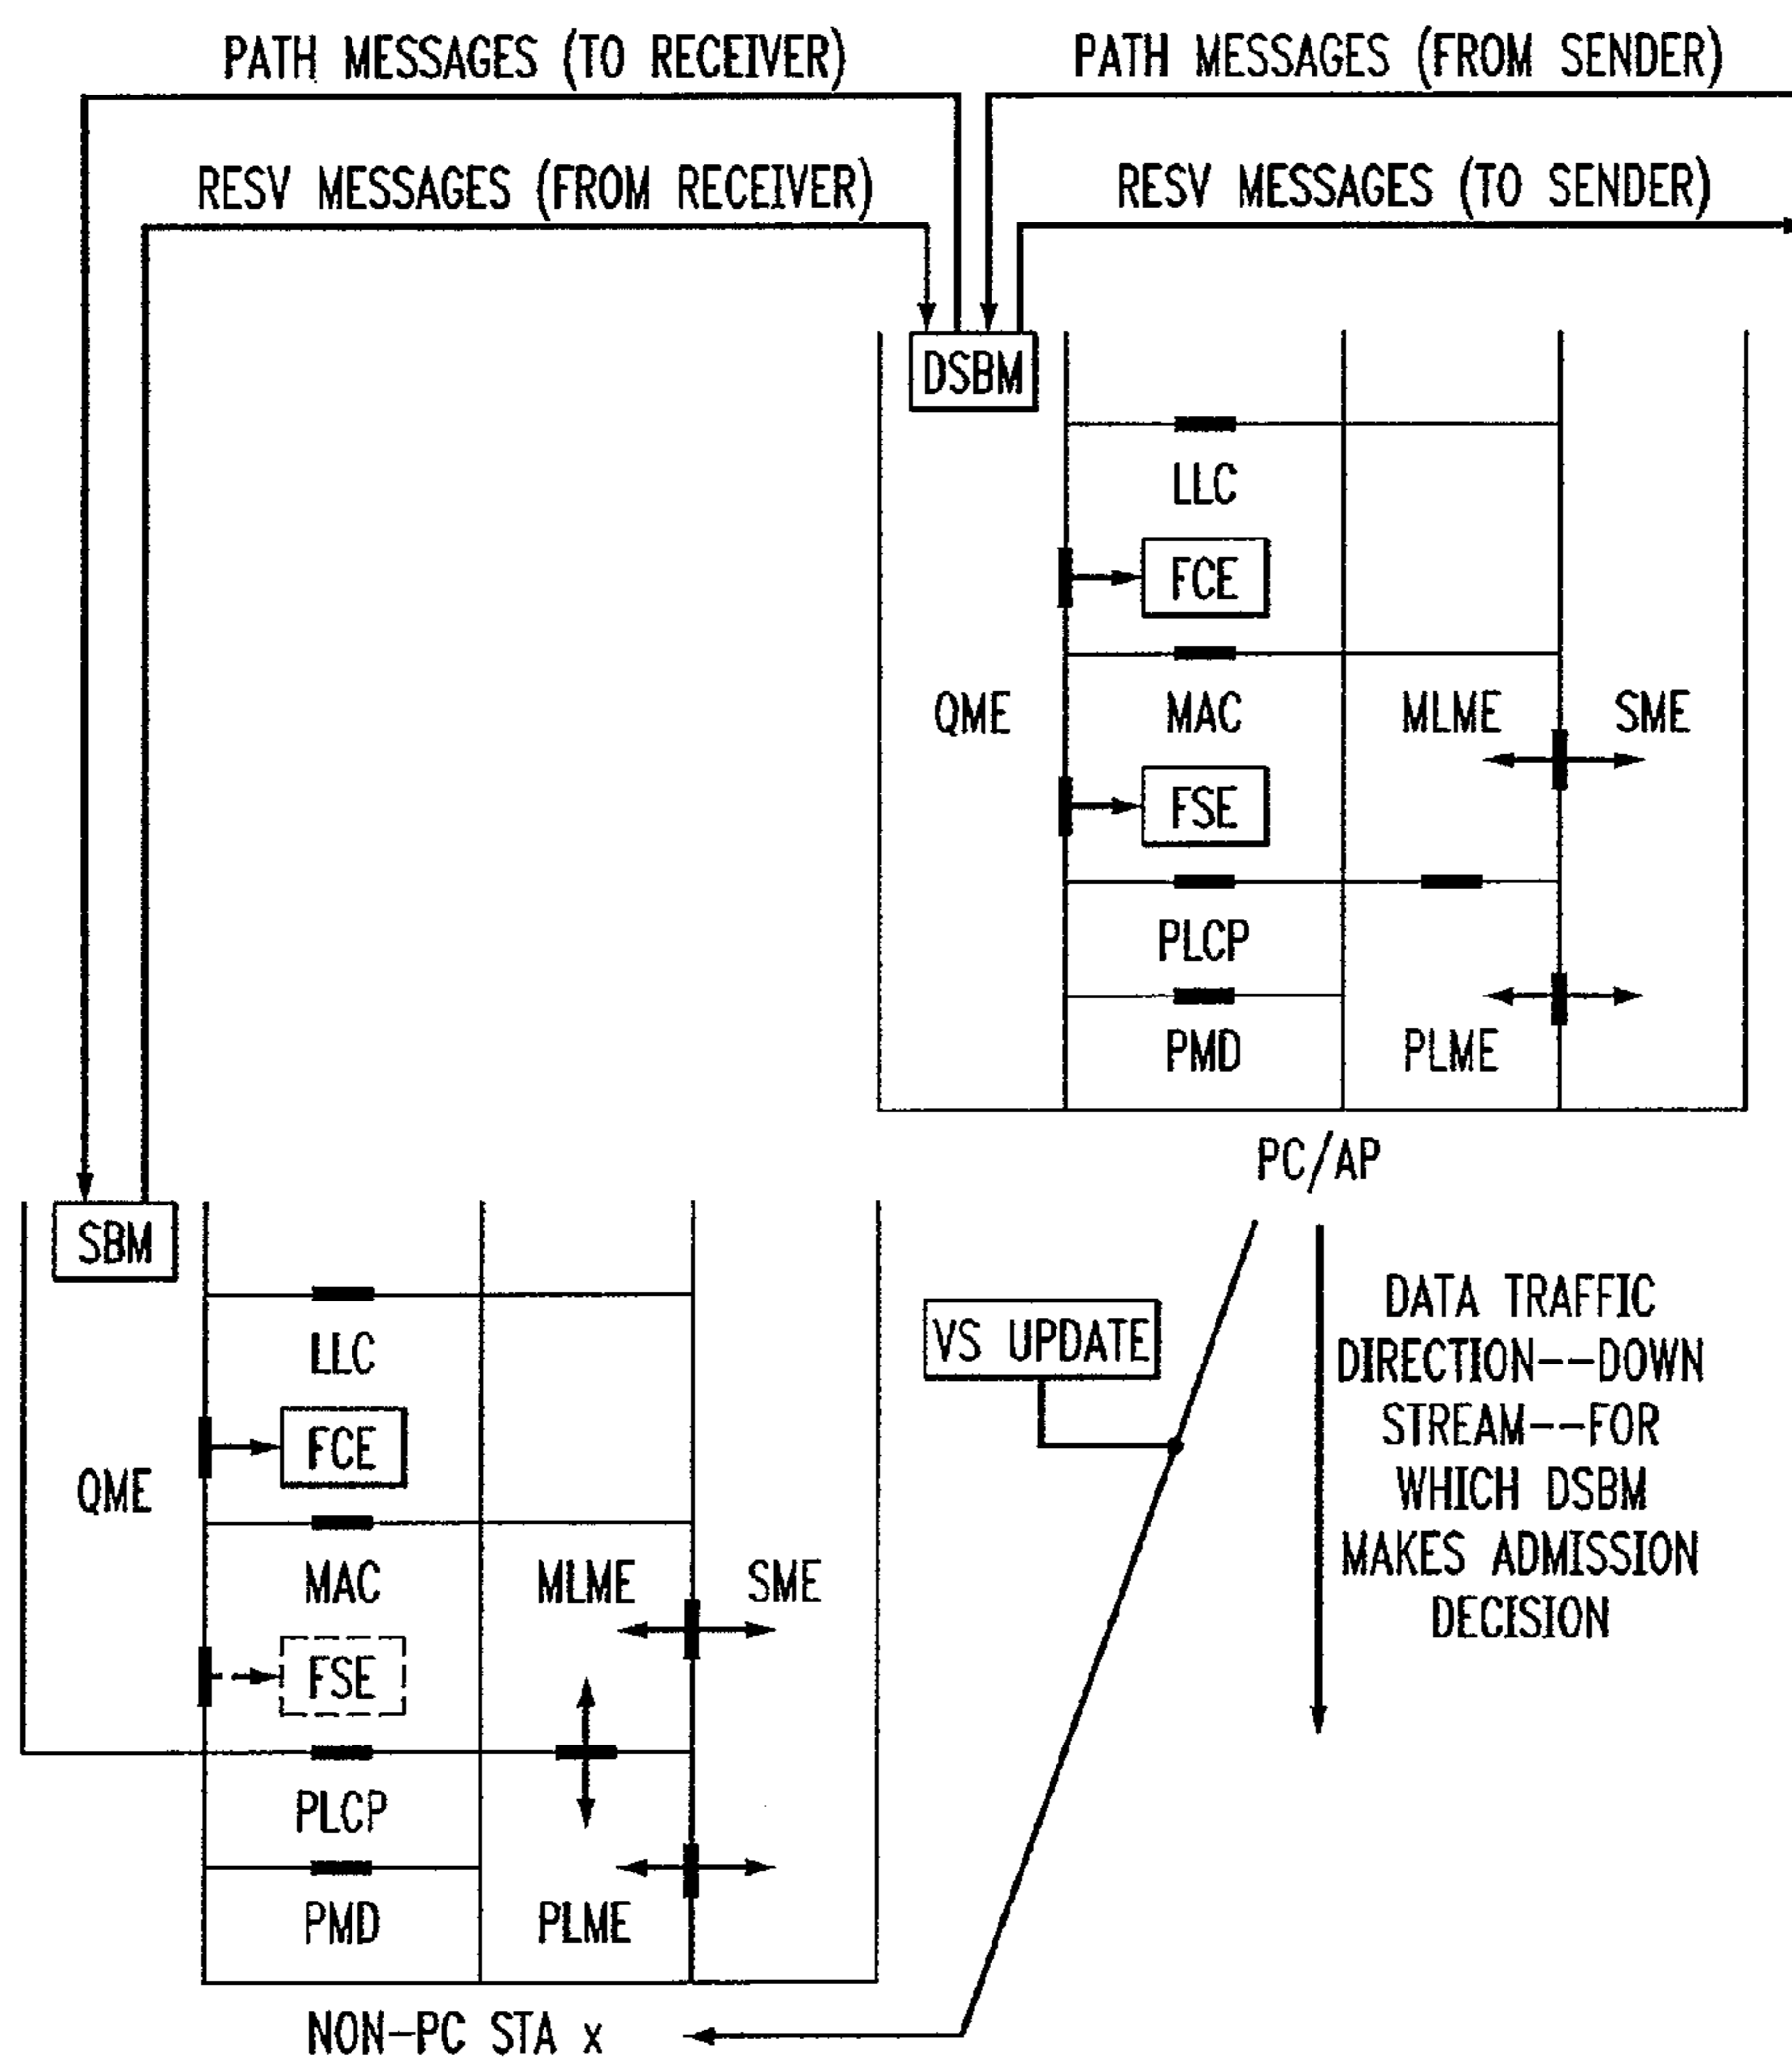 PATH MESSAGES (TO RECEIVER)
PATH MESSAGES (FROM SENDER)
RESV MESSAGES (FROM RECEIVER)
RESV MESSAGES (TO SENDER)
DSBM
LLC
FCE
QME
MAC
MLME
SME
FSE
PLCP
PMD
PLME
PC/AP
SBM
LLC
FCE
QME
MAC
MLME
SME
FSE
PLCP
PMD
PLME
NON-PC STA x
VS UPDATE
DATA TRAFFIC
DIRECTION--DOWN
STREAM--FOR
WHICH DSBM
MAKES ADMISSION
DECISION